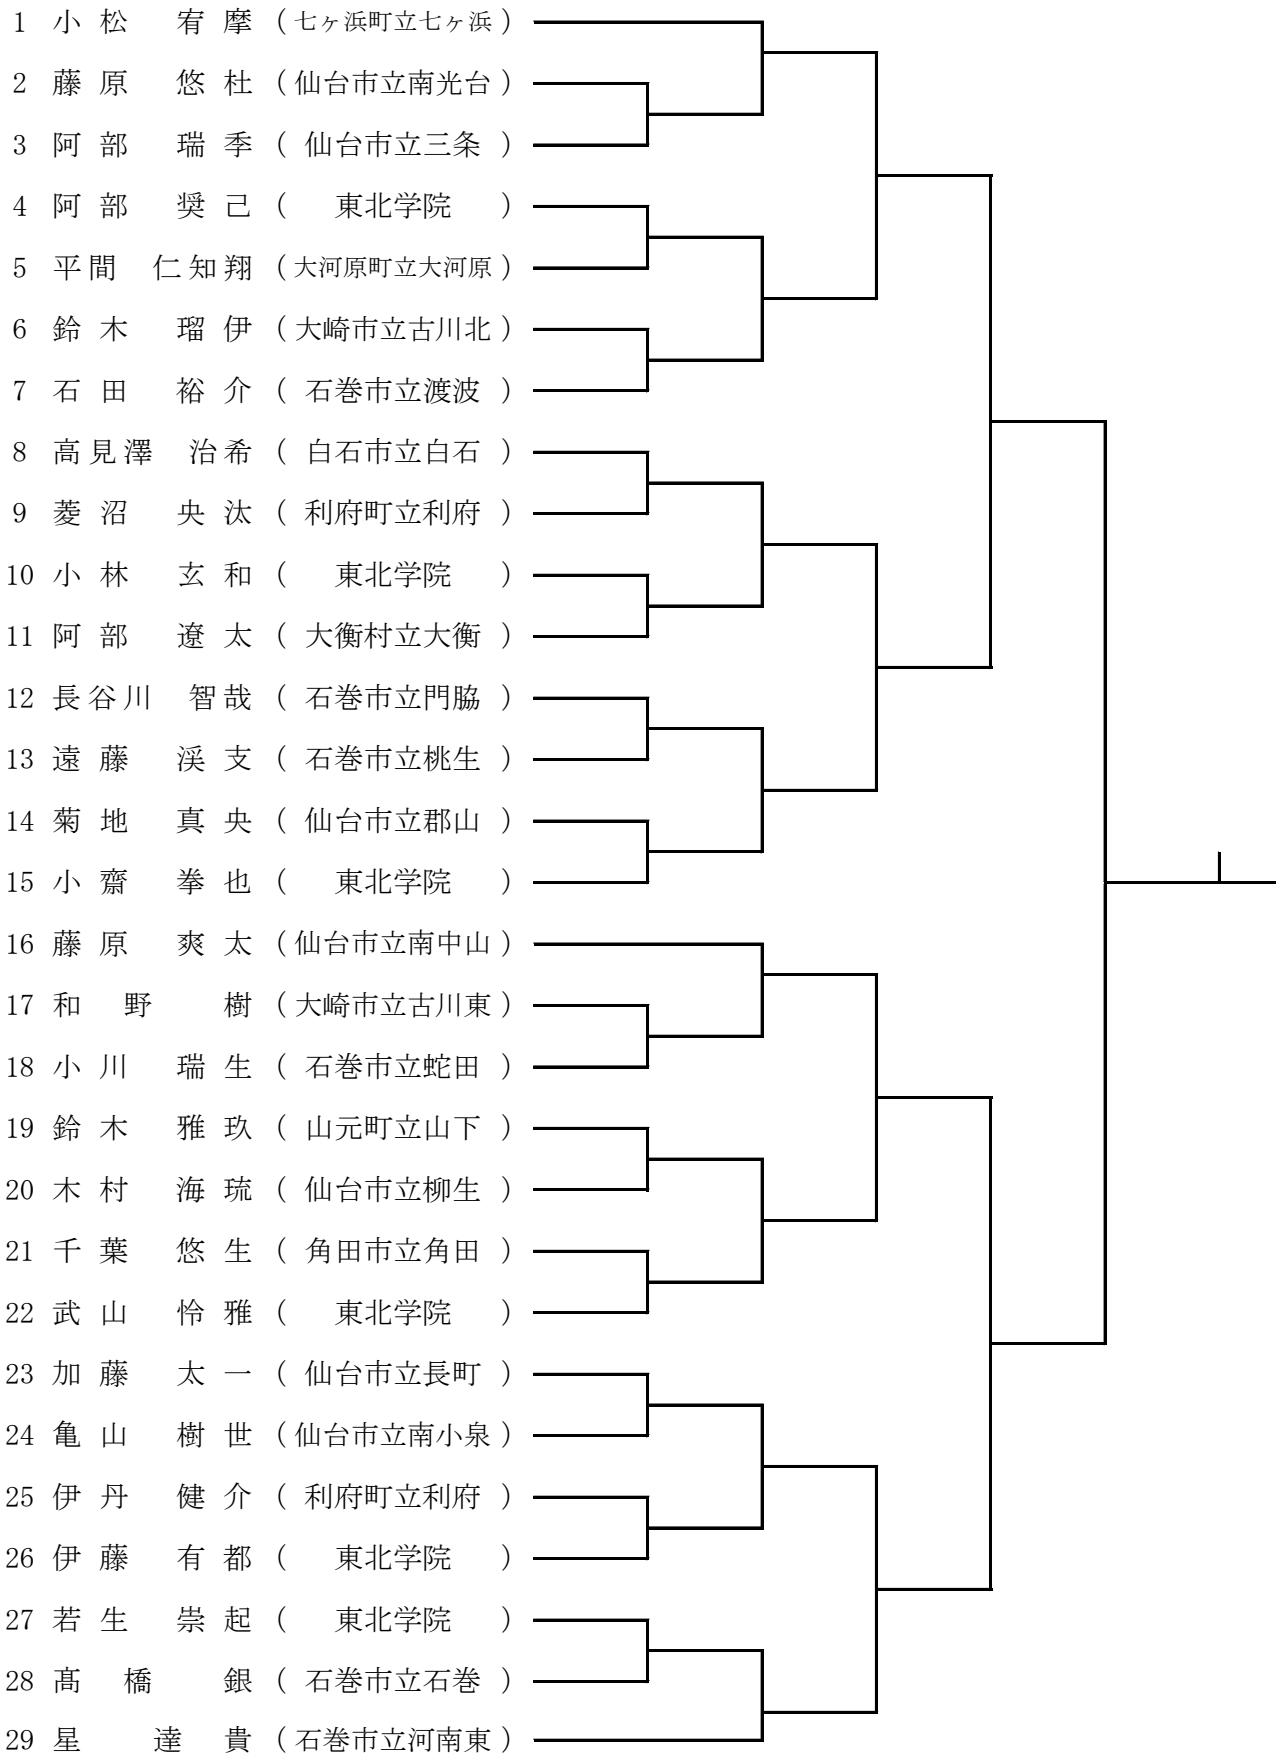 1 小松 宥摩 （七ヶ浜町立七ヶ浜）
2 藤原 悠杜 （仙台市立南光台）
3 阿部 瑞季 （仙台市立三条）
4 阿部 奨己 （東北学院）
5 平間 仁知翔 （大河原町立大河原）
6 鈴木 瑠伊 （大崎市立古川北）
7 石田 裕介 （石巻市立渡波）
8 高見澤 治希 （白石市立白石）
9 菱沼 央汰 （利府町立利府）
10 小林 玄和 （東北学院）
11 阿部 遼太 （大衡村立大衡）
12 長谷川 智哉 （石巻市立門脇）
13 遠藤 渓支 （石巻市立桃生）
14 菊地 真央 （仙台市立郡山）
15 小齋 拳也 （東北学院）
16 藤原 爽太 （仙台市立南中山）
17 和野 樹 （大崎市立古川東）
18 小川 瑞生 （石巻市立蛇田）
19 鈴木 雅玖 （山元町立山下）
20 木村 海琉 （仙台市立柳生）
21 千葉 悠生 （角田市立角田）
22 武山 怜雅 （東北学院）
23 加藤 太一 （仙台市立長町）
24 亀山 樹世 （仙台市立南小泉）
25 伊丹 健介 （利府町立利府）
26 伊藤 有都 （東北学院）
27 若生 崇起 （東北学院）
28 髙橋 銀 （石巻市立石巻）
29 星 達貴 （石巻市立河南東）